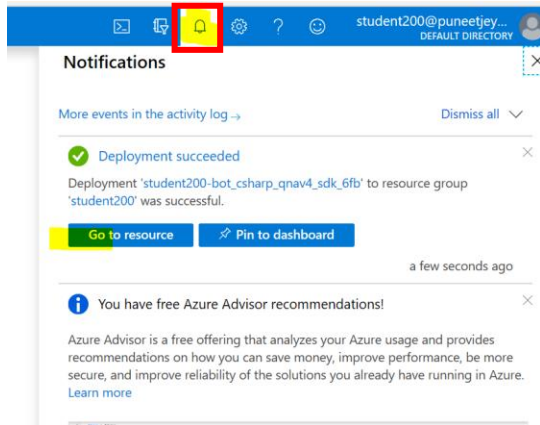 student200@puneetjey...
DEFAULT DIRECTORY
Notifications
More events in the activity log →
Dismiss all
Deployment succeeded
Deployment 'student200-bot_csharp_qnav4_sdk_6fb' to resource group
'student200' was successful.
Go to resource
Pin to dashboard
a few seconds ago
You have free Azure Advisor recommendations!
Azure Advisor is a free offering that analyzes your Azure usage and provides
recommendations on how you can save money, improve performance, be more
secure, and improve reliability of the solutions you already have running in Azure.
Learn more